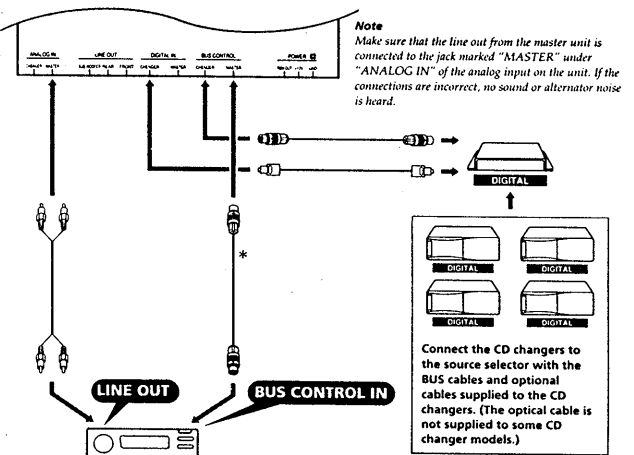 Note
Make sure that the line out from the master unit is
connected to the jack marked "MASTER" under
"ANALOG IN" of the analog input on the unit. If the
connections are incorrect, no sound or alternator noise
is heard.
ANALOG IN LINE OUT DIGITAL IN BUS CONTROL POWER
CHANGER MASTER SUB WOOFER REAR FRONT CHANGER MASTER CHANGER MASTER
DIGITAL
DIGITAL DIGITAL
DIGITAL DIGITAL
*
Connect the CD changers to
the source selector with the
BUS cables and optional
cables supplied to the CD
changers. (The optical cable is
not supplied to some CD
changer models.)
LINE OUT
BUS CONTROL IN